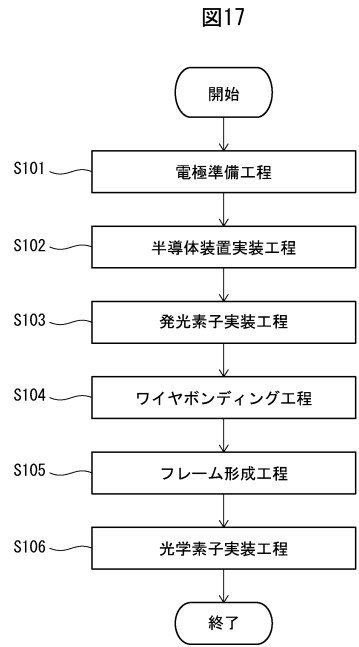 図17
開始
S101 電極準備工程
S102 半導体装置実装工程
S103 発光素子実装工程
S104 ワイヤボンディング工程
S105 フレーム形成工程
S106 光学素子実装工程
終了